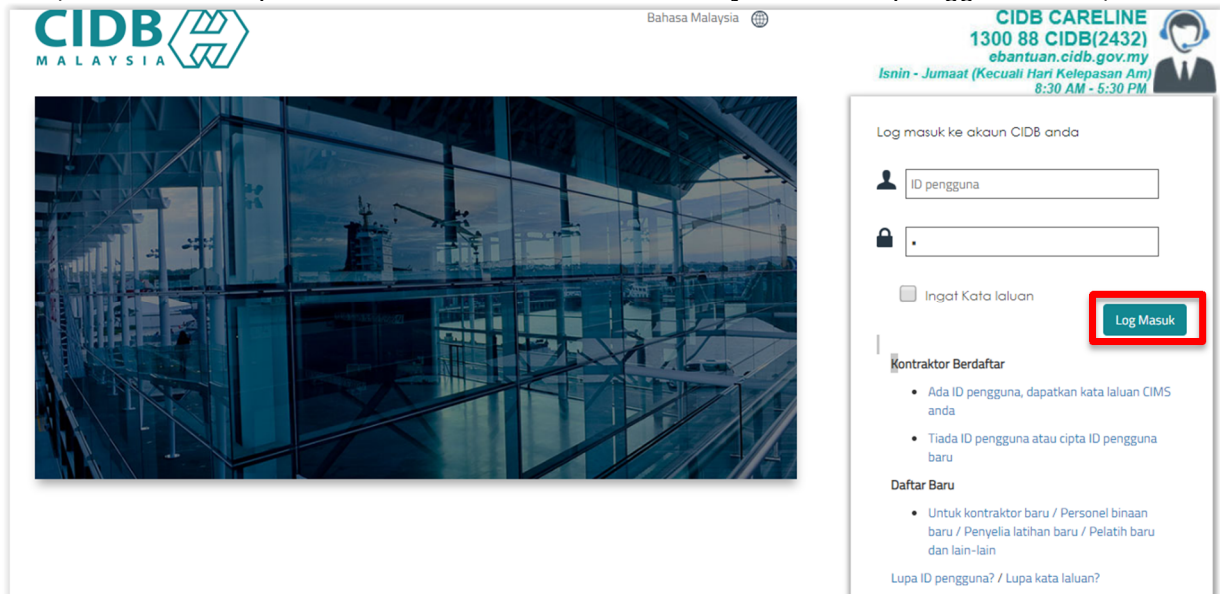 CIDB
MALAYSIA
Bahasa Malaysia
CIDB CARELINE
1300 88 CIDB(2432)
ebantuan.cidb.gov.my
Isnin - Jumaat (Kecuali Hari Kelepasan Am)
8:30 AM - 5:30 PM
Log masuk ke akaun CIDB anda
ID pengguna
Ingat Kata laluan
Log Masuk
Kontraktor Berdaftar
Ada ID pengguna, dapatkan kata laluan CIMS
anda
Tiada ID pengguna atau cipta ID pengguna
baru
Daftar Baru
Untuk kontraktor baru / Personel binaan
baru / Penyelia latihan baru / Pelatih baru
dan lain-lain
Lupa ID pengguna? / Lupa kata laluan?